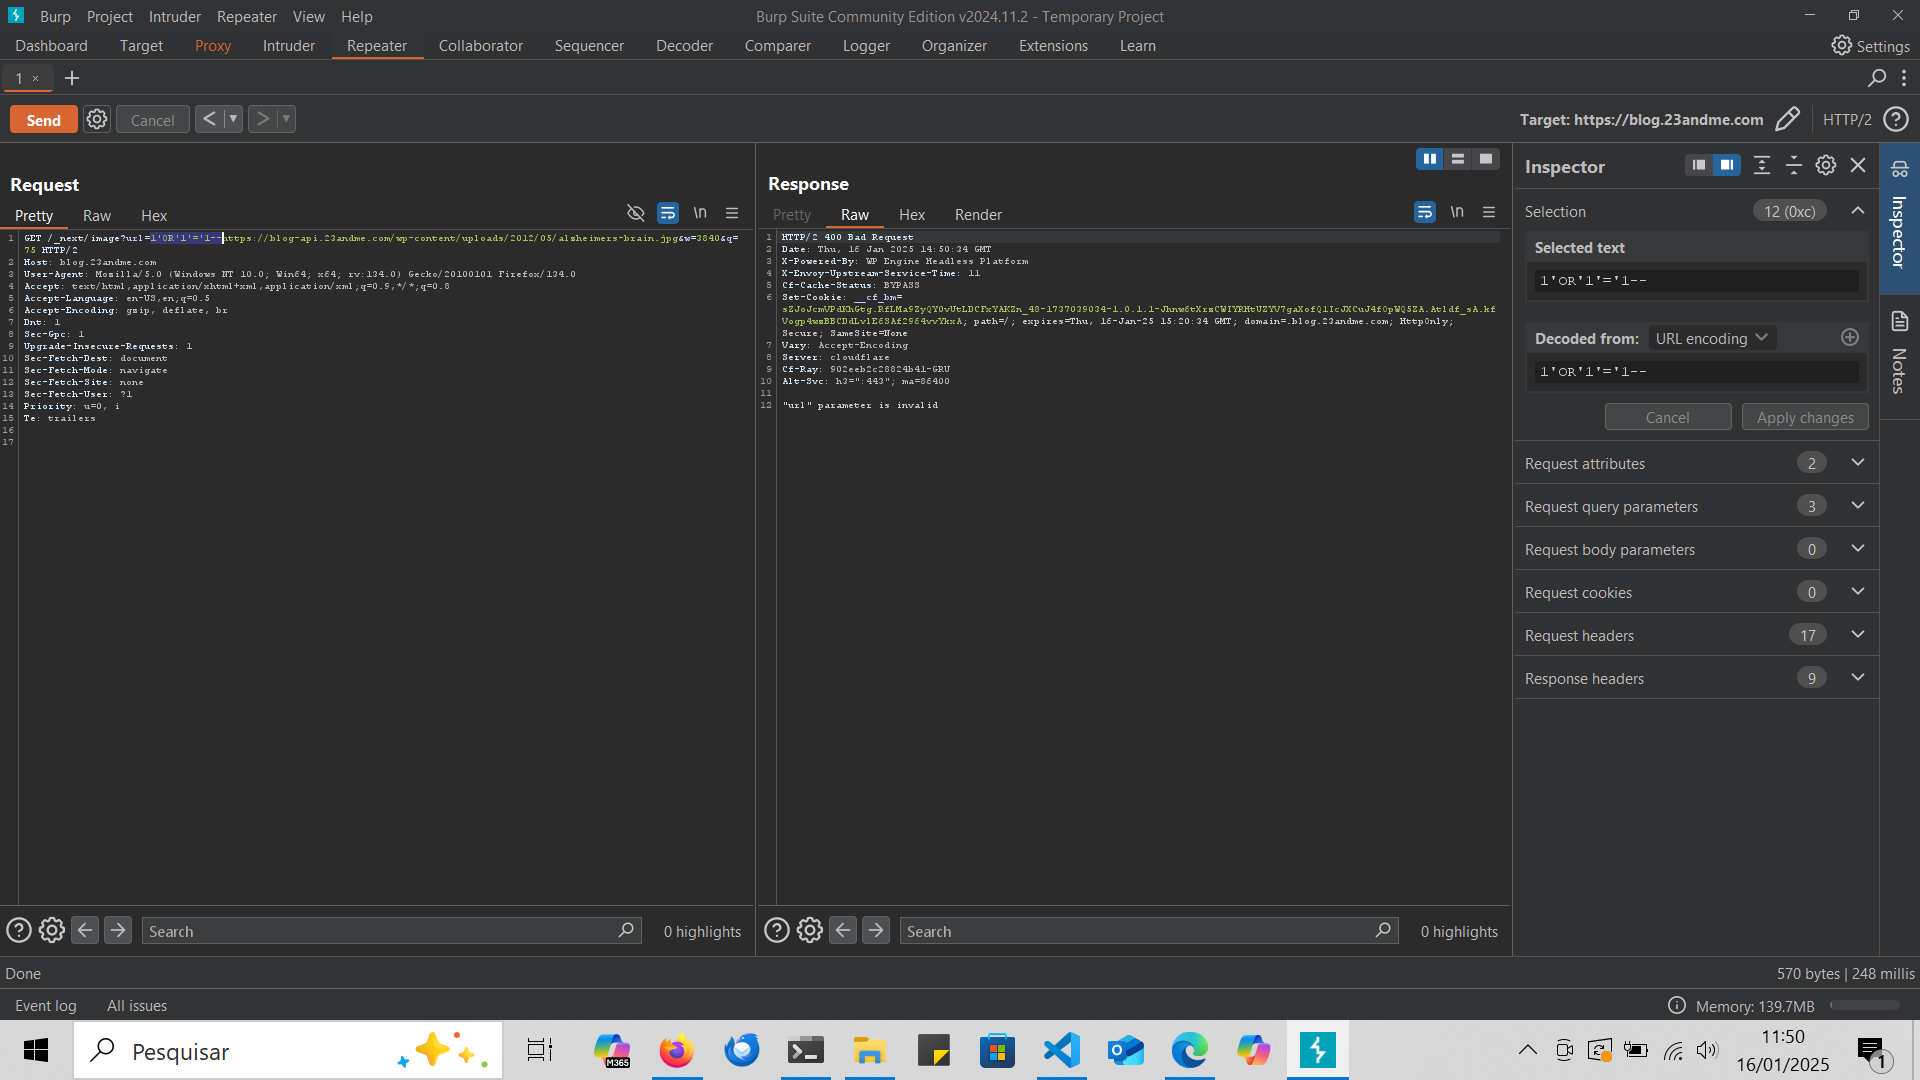 Burp Project Intruder Repeater View Help
Burp Suite Community Edition v2024.11.2 - Temporary Project
Dashboard Target Proxy Intruder Repeater Collaborator Sequencer Decoder Comparer Logger Organizer Extensions Learn
Settings
1 ×
Send Cancel
Target: https://blog.23andme.com HTTP/2
Request
Pretty Raw Hex
\n
1 GET /_next/image?url=1'OR'1'='1--https://blog-api.23andme.com/wp-content/uploads/2012/05/alzheimers-brain.jpg&w=3840&q=
75 HTTP/2
2 Host: blog.23andme.com
3 User-Agent: Mozilla/5.0 (Windows NT 10.0; Win64; x64; rv:134.0) Gecko/20100101 Firefox/134.0
4 Accept: text/html,application/xhtml+xml,application/xml;q=0.9,*/*;q=0.8
5 Accept-Language: en-US,en;q=0.5
6 Accept-Encoding: gzip, deflate, br
7 Dnt: 1
8 Sec-Gpc: 1
9 Upgrade-Insecure-Requests: 1
10 Sec-Fetch-Dest: document
11 Sec-Fetch-Mode: navigate
12 Sec-Fetch-Site: none
13 Sec-Fetch-User: ?1
14 Priority: u=0, i
15 Te: trailers
16
17
Search
0 highlights
Response
Pretty Raw Hex Render
\n
1 HTTP/2 400 Bad Request
2 Date: Thu, 16 Jan 2025 14:50:34 GMT
3 X-Powered-By: WP Engine Headless Platform
4 X-Envoy-Upstream-Service-Time: 11
5 Cf-Cache-Status: BYPASS
6 Set-Cookie: __cf_bm=
path=/; expires=Thu, 16-Jan-25 15:20:34 GMT; domain=.blog.23andme.com; HttpOnly;
Secure; SameSite=None
7 Vary: Accept-Encoding
8 Server: cloudflare
9 Cf-Ray: 902eeb2c28824b41-GRU
10 Alt-Svc: h3=":443"; ma=86400
11
12 "url" parameter is invalid
Search
0 highlights
Inspector
Selection 12 (0xc)
Selected text
1'OR'1'='1--
Decoded from: URL encoding
1'OR'1'='1--
Cancel Apply changes
Request attributes 2
Request query parameters 3
Request body parameters 0
Request cookies 0
Request headers 17
Response headers 9
Inspector
Notes
Done
570 bytes | 248 millis
Event log All issues
Memory: 139.7MB
Pesquisar
M365
11:50
16/01/2025
1